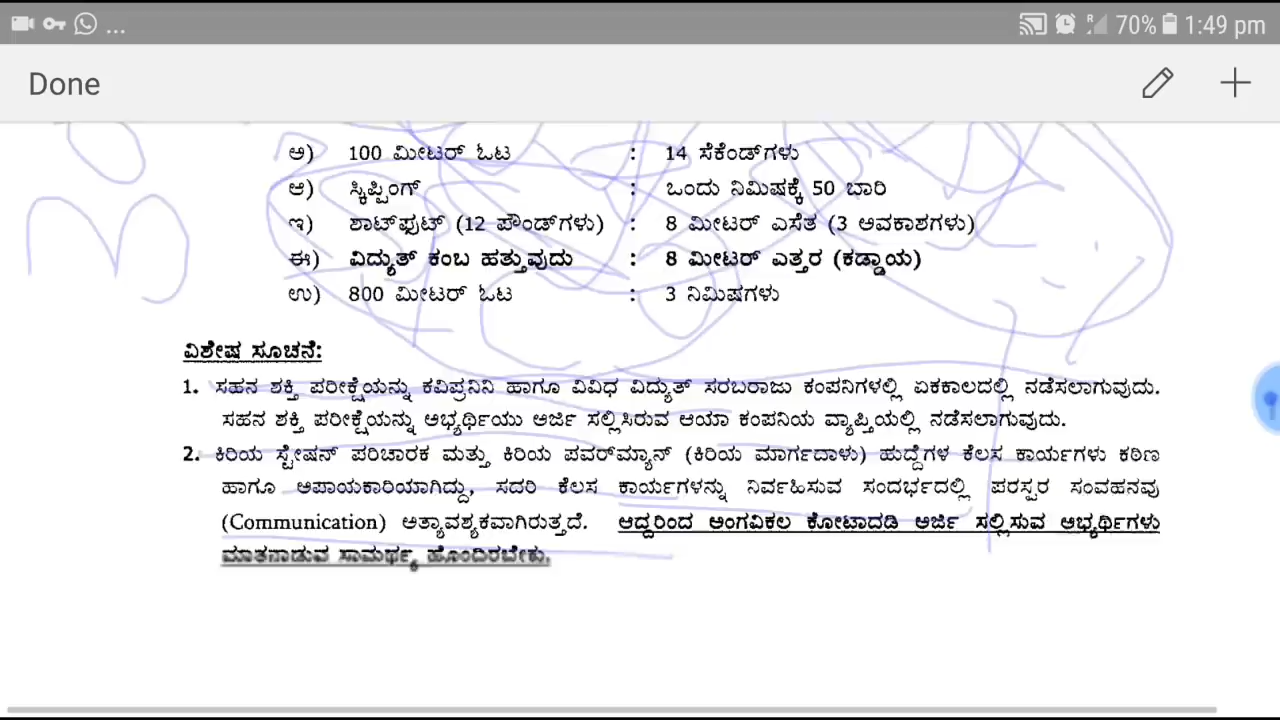 ... 70% 1:49 pm
Done
ಅ) 100 ಮೀಟರ್ ಓಟ : 14 ಸೆಕೆಂಡ್‌ಗಳು
ಆ) ಸ್ಕಿಪ್ಪಿಂಗ್ : ಒಂದು ನಿಮಿಷಕ್ಕೆ 50 ಬಾರಿ
ಇ) ಶಾಟ್‌ಫುಟ್ (12 ಪೌಂಡ್‌ಗಳು) : 8 ಮೀಟರ್ ಎಸೆತ (3 ಅವಕಾಶಗಳು)
ಈ) ವಿದ್ಯುತ್ ಕಂಬ ಹತ್ತುವುದು : 8 ಮೀಟರ್ ಎತ್ತರ (ಕಡ್ಡಾಯ)
ಉ) 800 ಮೀಟರ್ ಓಟ : 3 ನಿಮಿಷಗಳು
ವಿಶೇಷ ಸೂಚನೆ:
1. ಸಹನ ಶಕ್ತಿ ಪರೀಕ್ಷೆಯನ್ನು ಕವಿಪ್ರನಿನಿ ಹಾಗೂ ವಿವಿಧ ವಿದ್ಯುತ್ ಸರಬರಾಜು ಕಂಪನಿಗಳಲ್ಲಿ ಏಕಕಾಲದಲ್ಲಿ ನಡೆಸಲಾಗುವುದು.
ಸಹನ ಶಕ್ತಿ ಪರೀಕ್ಷೆಯನ್ನು ಅಭ್ಯರ್ಥಿಯು ಅರ್ಜಿ ಸಲ್ಲಿಸಿರುವ ಆಯಾ ಕಂಪನಿಯ ವ್ಯಾಪ್ತಿಯಲ್ಲಿ ನಡೆಸಲಾಗುವುದು.
2. ಕಿರಿಯ ಸ್ಟೇಷನ್ ಪರಿಚಾರಕ ಮತ್ತು ಕಿರಿಯ ಪವರ್‌ಮ್ಯಾನ್ (ಕಿರಿಯ ಮಾರ್ಗದಾಳು) ಹುದ್ದೆಗಳ ಕೆಲಸ ಕಾರ್ಯಗಳು ಕಠಿಣ
ಹಾಗೂ ಅಪಾಯಕಾರಿಯಾಗಿದ್ದು, ಸದರಿ ಕೆಲಸ ಕಾರ್ಯಗಳನ್ನು ನಿರ್ವಹಿಸುವ ಸಂದರ್ಭದಲ್ಲಿ ಪರಸ್ಪರ ಸಂವಹನವು
(Communication) ಅತ್ಯಾವಶ್ಯಕವಾಗಿರುತ್ತದೆ. ಆದ್ದರಿಂದ ಅಂಗವಿಕಲ ಕೋಟಾದಡಿ ಅರ್ಜಿ ಸಲ್ಲಿಸುವ ಅಭ್ಯರ್ಥಿಗಳು
ಮಾತನಾಡುವ ಸಾಮರ್ಥ್ಯ ಹೊಂದಿರಬೇಕು.